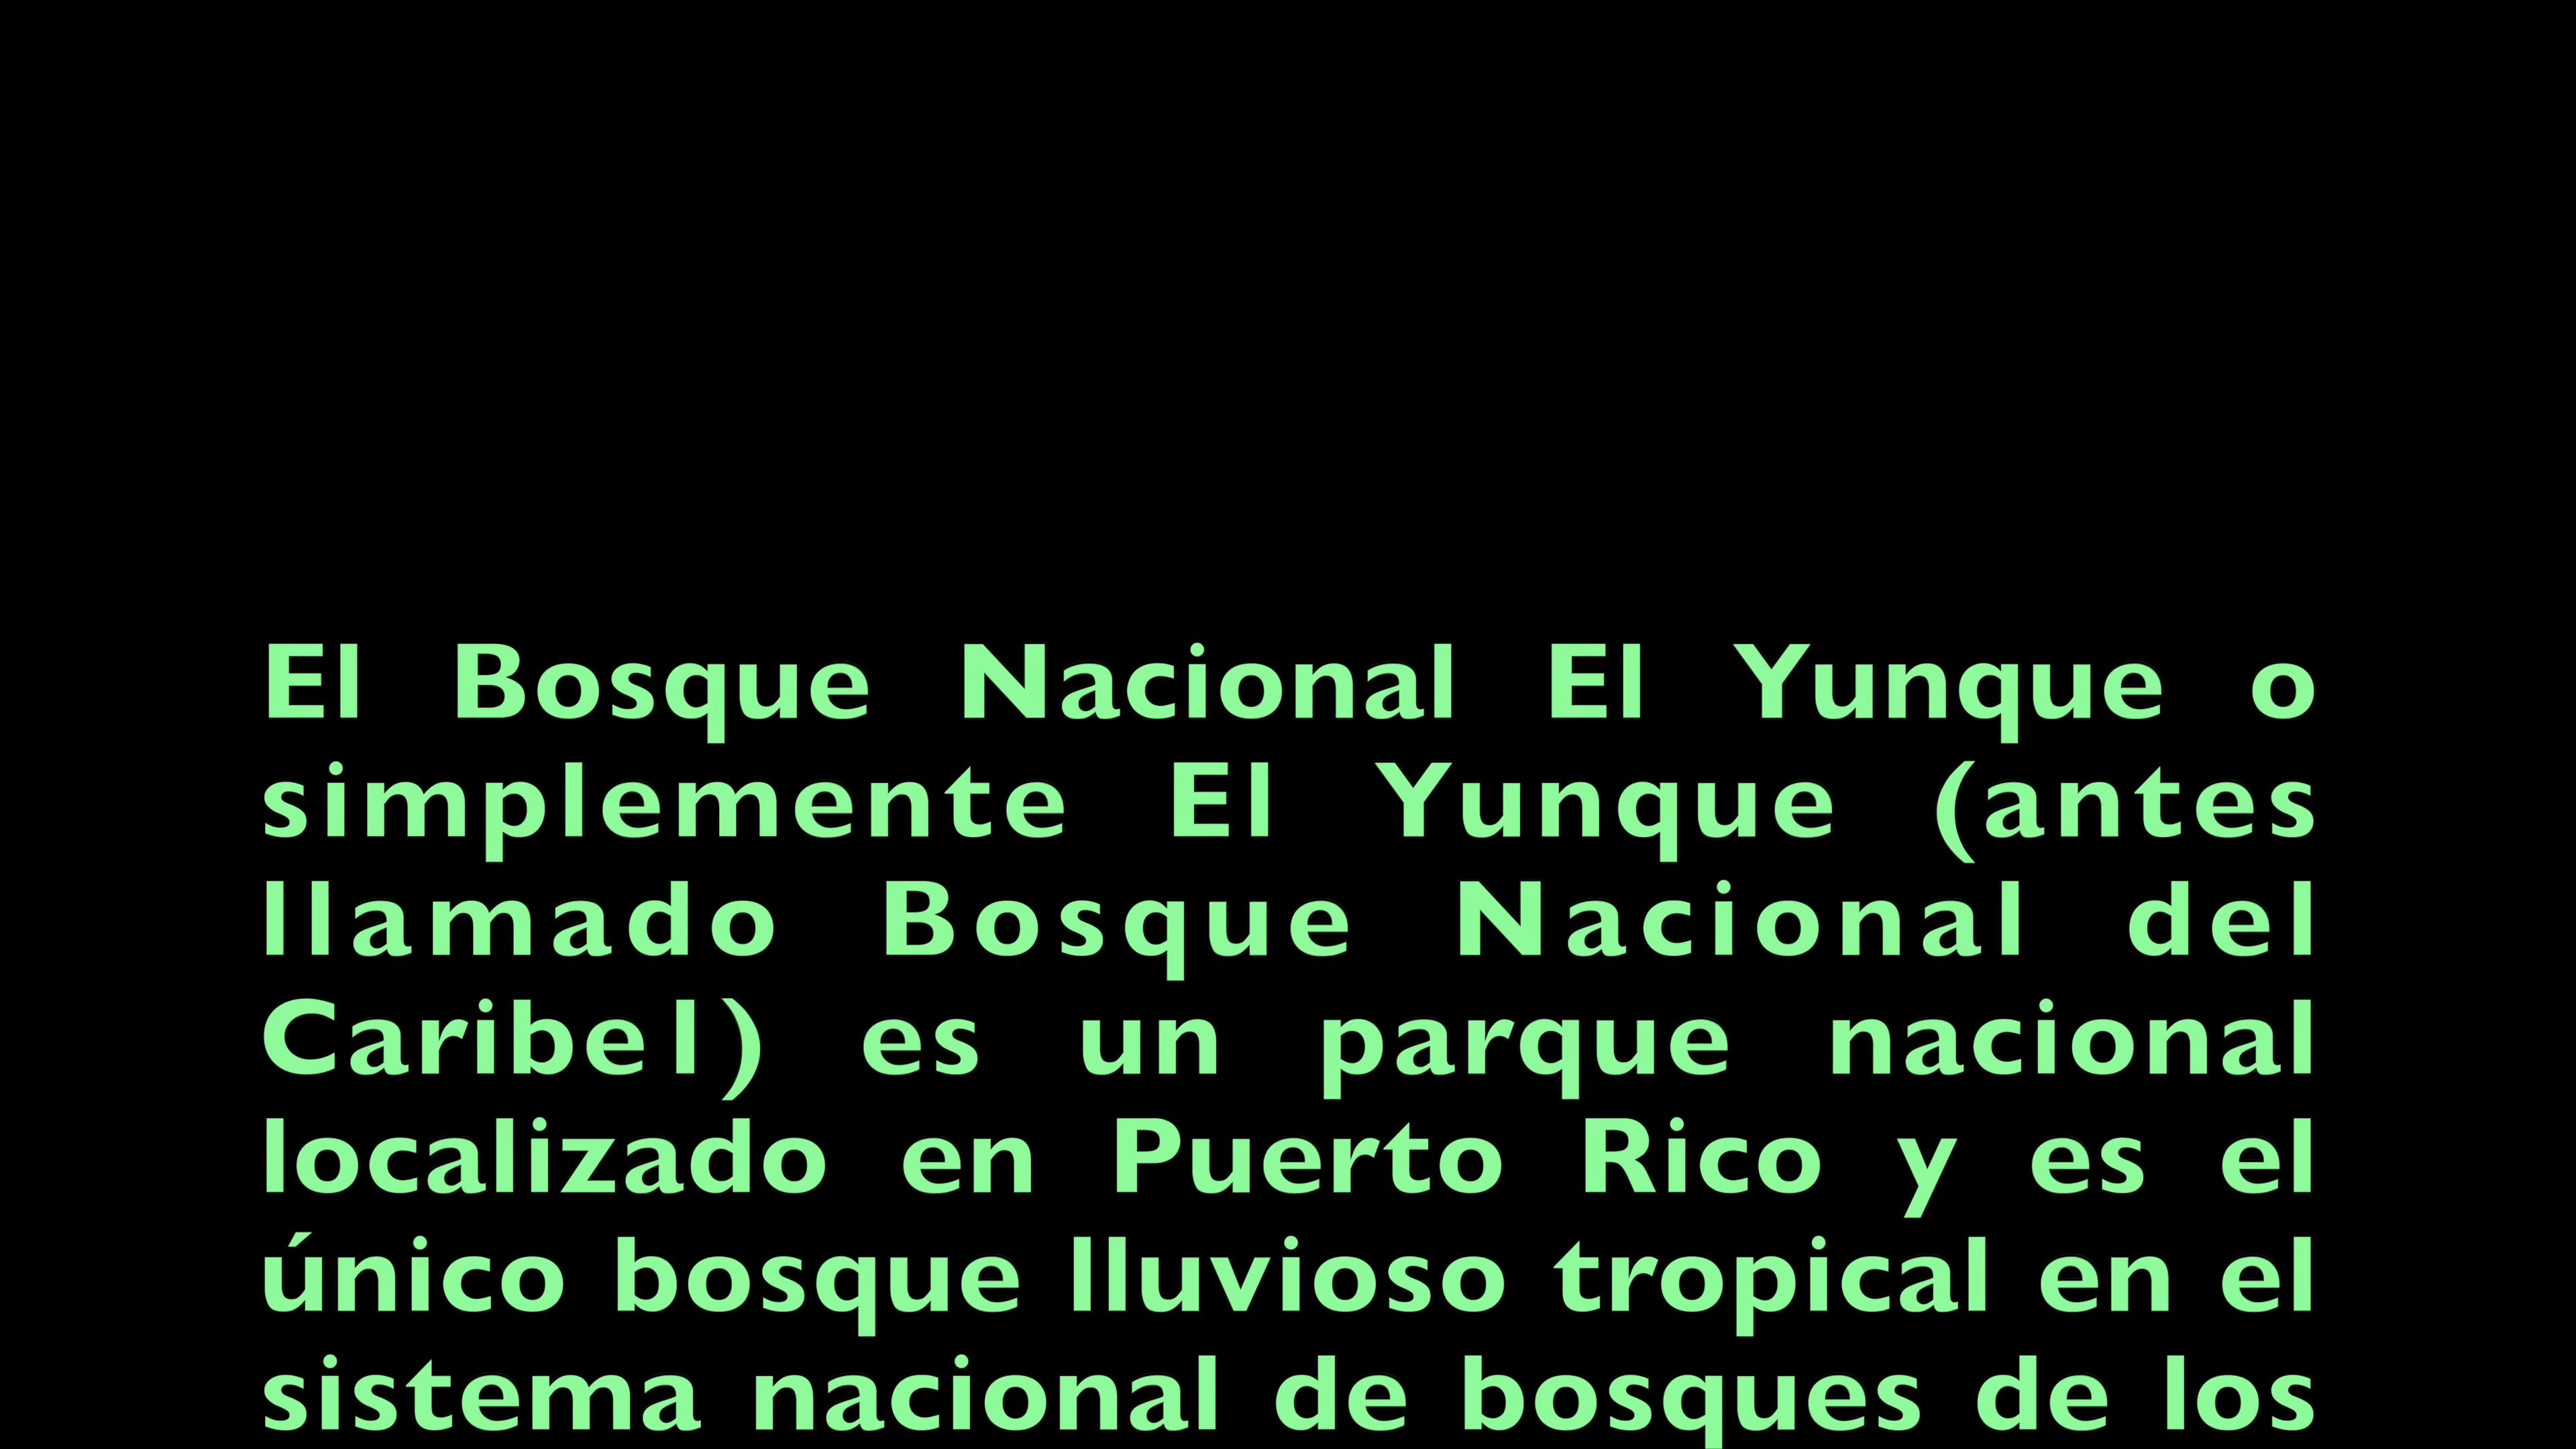 El Bosque Nacional El Yunque o
simplemente El Yunque (antes
llamado Bosque Nacional del
Caribe1) es un parque nacional
localizado en Puerto Rico y es el
único bosque lluvioso tropical en el
sistema nacional de bosques de los